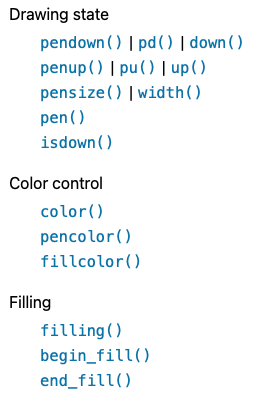 Drawing state
pendown() | pd() | down()
penup() | pu() | up()
pensize() | width()
pen()
isdown()
Color control
color()
pencolor()
fillcolor()
Filling
filling()
begin_fill()
end_fill()